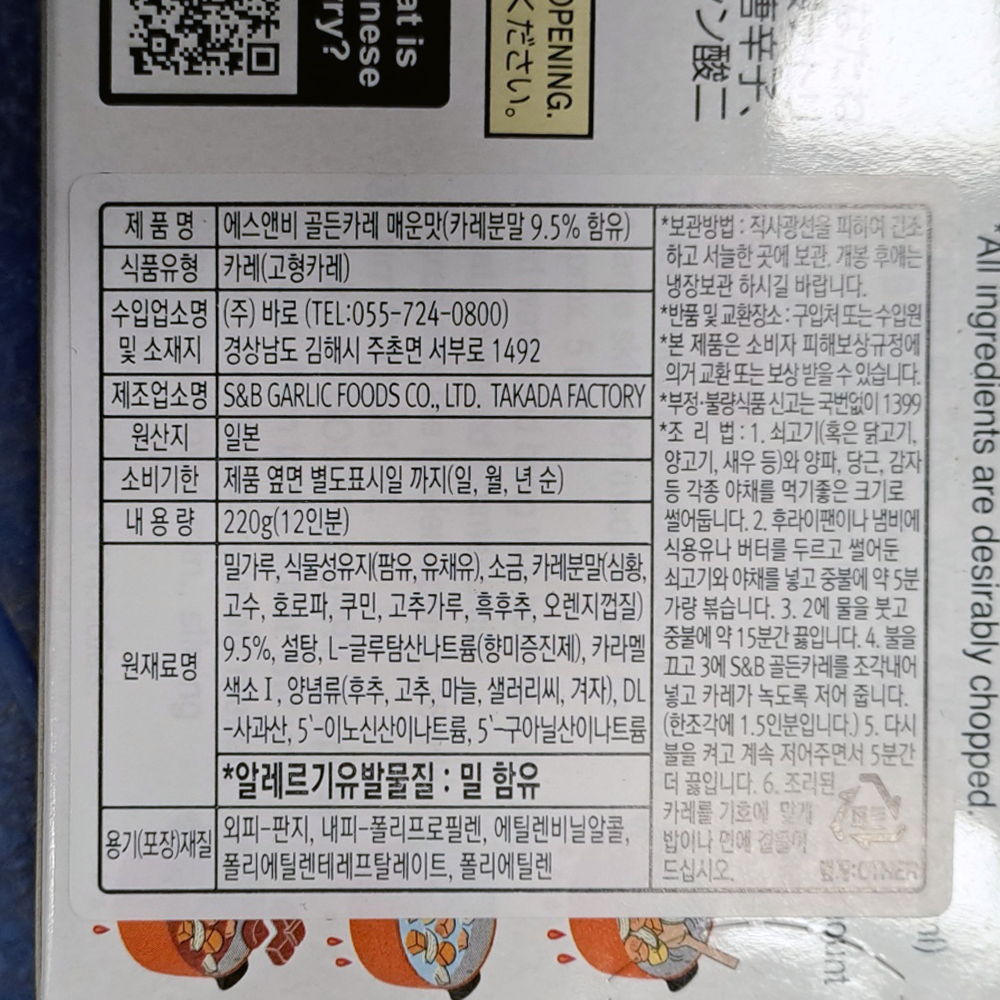 at is
nese
ry?
OPENING.
ください。
唐辛子、
ン酸二
제 품 명
에스앤비 골든카레 매운맛(카레분말 9.5% 함유)
식품유형
카레(고형카레)
수입업소명
및 소재지
(주) 바로 (TEL:055-724-0800)
경상남도 김해시 주촌면 서부로 1492
제조업소명
S&B GARLIC FOODS CO., LTD. TAKADA FACTORY
원산지
일본
소비기한
제품 옆면 별도표시일 까지(일, 월, 년 순)
내 용 량
220g(12인분)
원재료명
밀가루, 식물성유지(팜유, 유채유), 소금, 카레분말(심황,
고수, 호로파, 쿠민, 고추가루, 흑후추, 오렌지껍질)
9.5%, 설탕, L-글루탐산나트륨(향미증진제), 카라멜
색소Ⅰ, 양념류(후추, 고추, 마늘, 샐러리씨, 겨자), DL
-사과산, 5`-이노신산이나트륨, 5`-구아닐산이나트륨
*알레르기유발물질 : 밀 함유
용기(포장)재질
외피-판지, 내피-폴리프로필렌, 에틸렌비닐알콜,
폴리에틸렌테레프탈레이트, 폴리에틸렌
*보관방법 : 직사광선을 피하여 건조
하고 서늘한 곳에 보관. 개봉 후에는
냉장보관 하시길 바랍니다.
*반품 및 교환장소 : 구입처 또는 수입원
*본 제품은 소비자 피해보상규정에
의거 교환 또는 보상 받을 수 있습니다.
*부정·불량식품 신고는 국번없이 1399
*조 리 법 : 1. 쇠고기(혹은 닭고기,
양고기, 새우 등)와 양파, 당근, 감자
등 각종 야채를 먹기좋은 크기로
썰어둡니다. 2. 후라이팬이나 냄비에
식용유나 버터를 두르고 썰어둔
쇠고기와 야채를 넣고 중불에 약 5분
가량 볶습니다. 3. 2에 물을 붓고
중불에 약 15분간 끓입니다. 4. 불을
끄고 3에 S&B 골든카레를 조각내어
넣고 카레가 녹도록 저어 줍니다.
(한조각에 1.5인분입니다.) 5. 다시
불을 켜고 계속 저어주면서 5분간
더 끓입니다. 6. 조리된
카레를 기호에 맞게
밥이나 면에 곁들여
드십시오.
*All ingredients are desirably chopped.